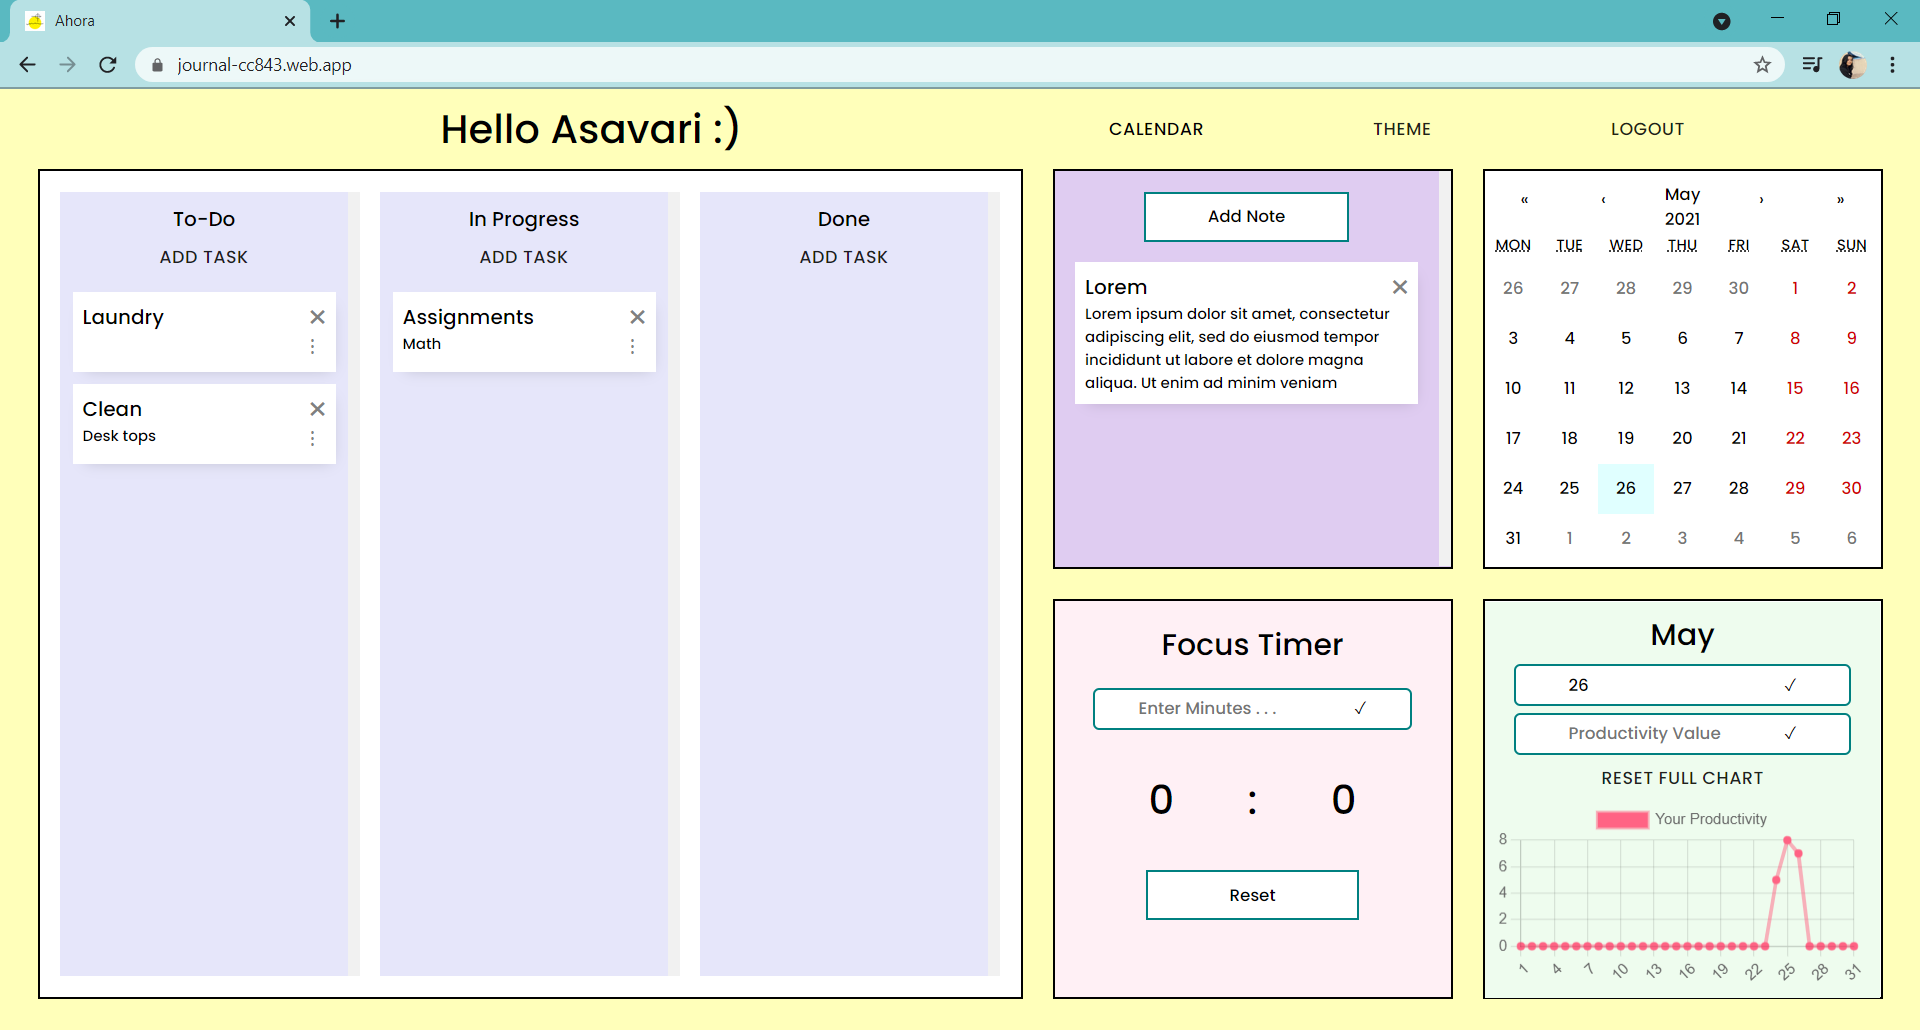 Ahora
journal-cc843.web.app
Hello Asavari :)
CALENDAR
THEME
LOGOUT
To-Do
ADD TASK
Laundry
Clean
Desk tops
In Progress
ADD TASK
Assignments
Math
Done
ADD TASK
Add Note
Lorem
Lorem ipsum dolor sit amet, consectetur
adipiscing elit, sed do eiusmod tempor
incididunt ut labore et dolore magna
aliqua. Ut enim ad minim veniam
« ‹ May › »
2021
MON TUE WED THU FRI SAT SUN
26 27 28 29 30 1 2
3 4 5 6 7 8 9
10 11 12 13 14 15 16
17 18 19 20 21 22 23
24 25 26 27 28 29 30
31 1 2 3 4 5 6
Focus Timer
Enter Minutes . . . ✓
0 : 0
Reset
May
26 ✓
Productivity Value ✓
RESET FULL CHART
Your Productivity
8
6
4
2
0
1 4 7 10 13 16 19 22 25 28 31